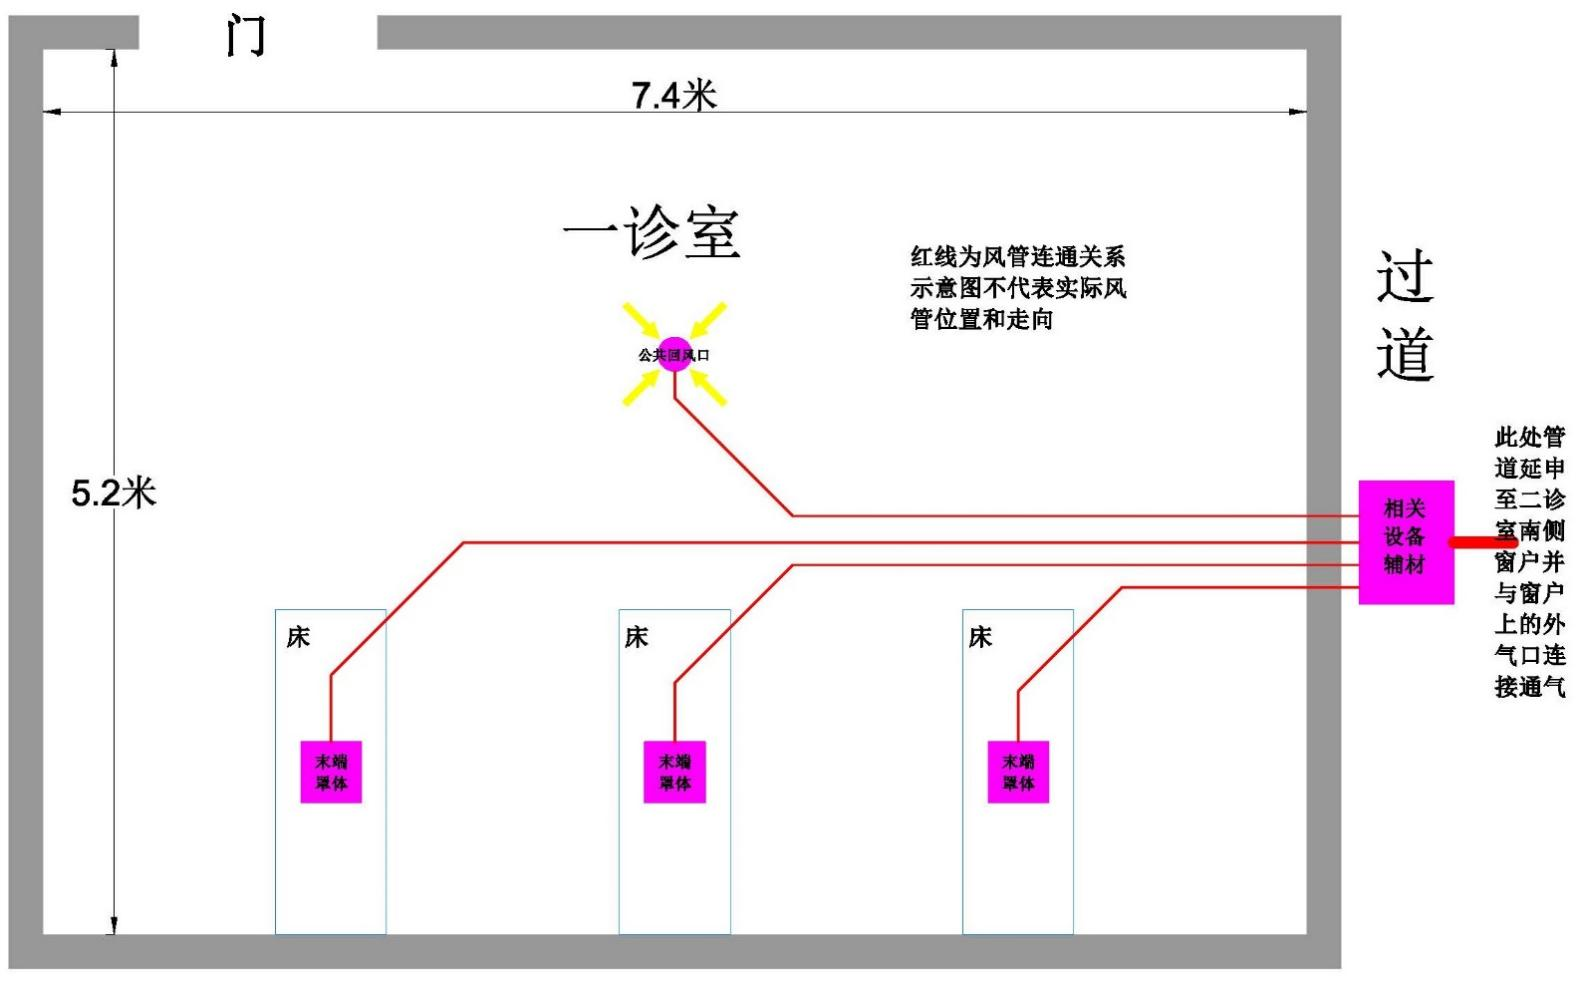 门
7.4米
一诊室
红线为风管连通关系
示意图不代表实际风
管位置和走向
过
道
公共回风口
5.2米
相关
设备
辅材
此处管
道延申
至二诊
室南侧
窗户并
与窗户
上的外
气口连
接通气
床
床
床
末端
罩体
末端
罩体
末端
罩体